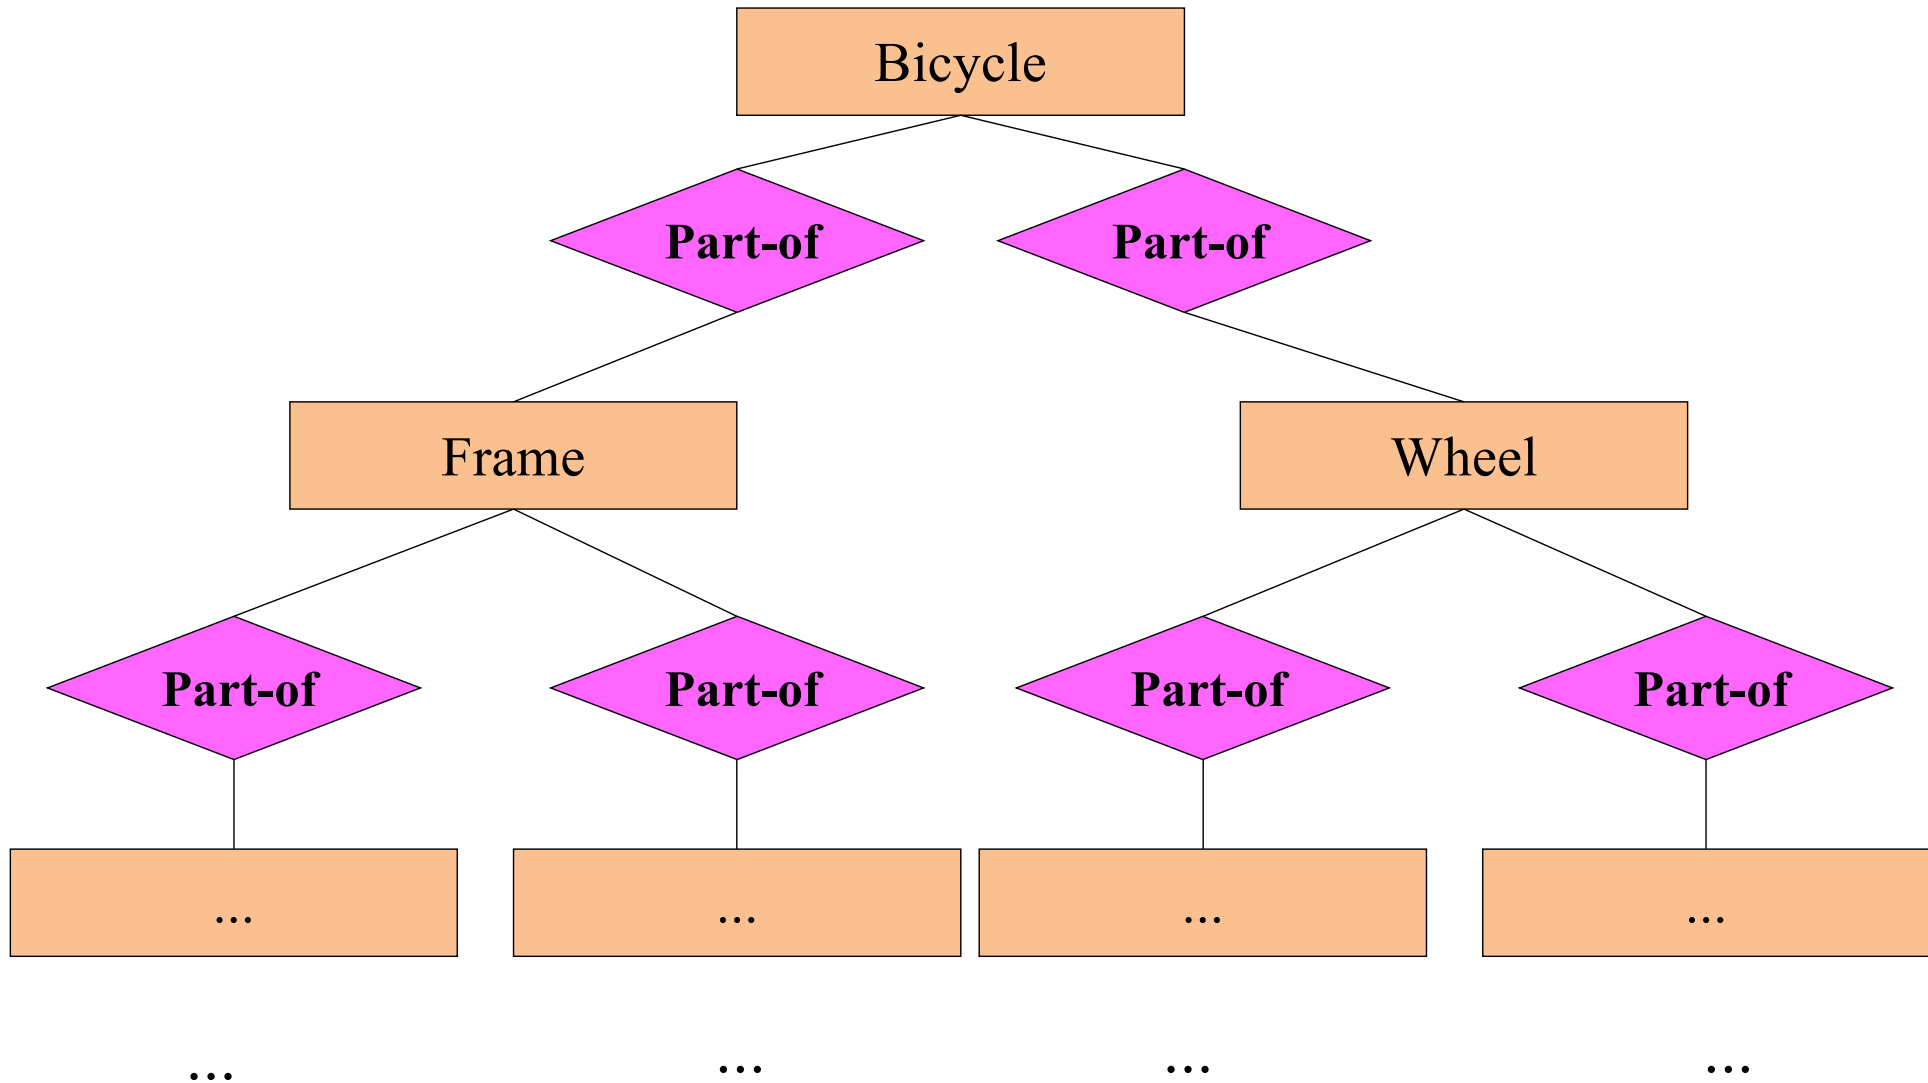 Bicycle
Part-of Part-of
Frame Wheel
Part-of Part-of Part-of Part-of
... ... ... ...
... ... ... ...